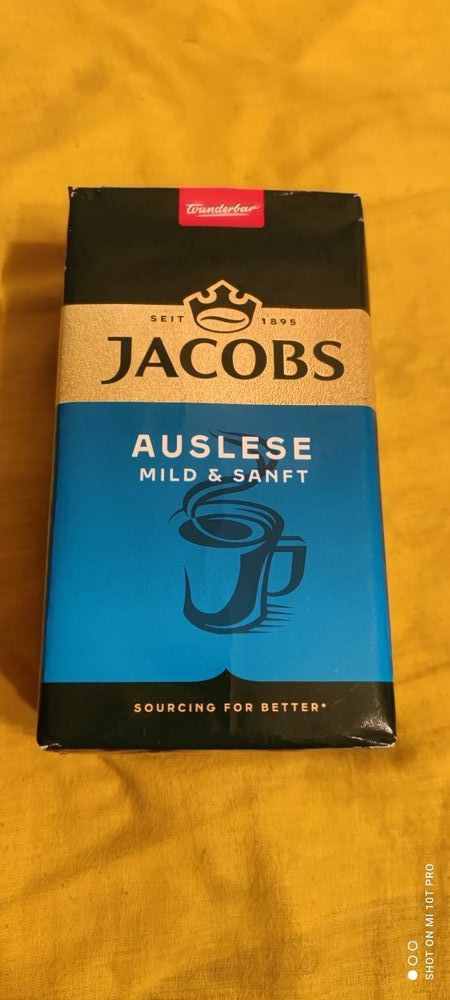 Wunderbar
SEIT 1895
JACOBS
AUSLESE
MILD & SANFT
SOURCING FOR BETTER*
SHOT ON MI 10T PRO